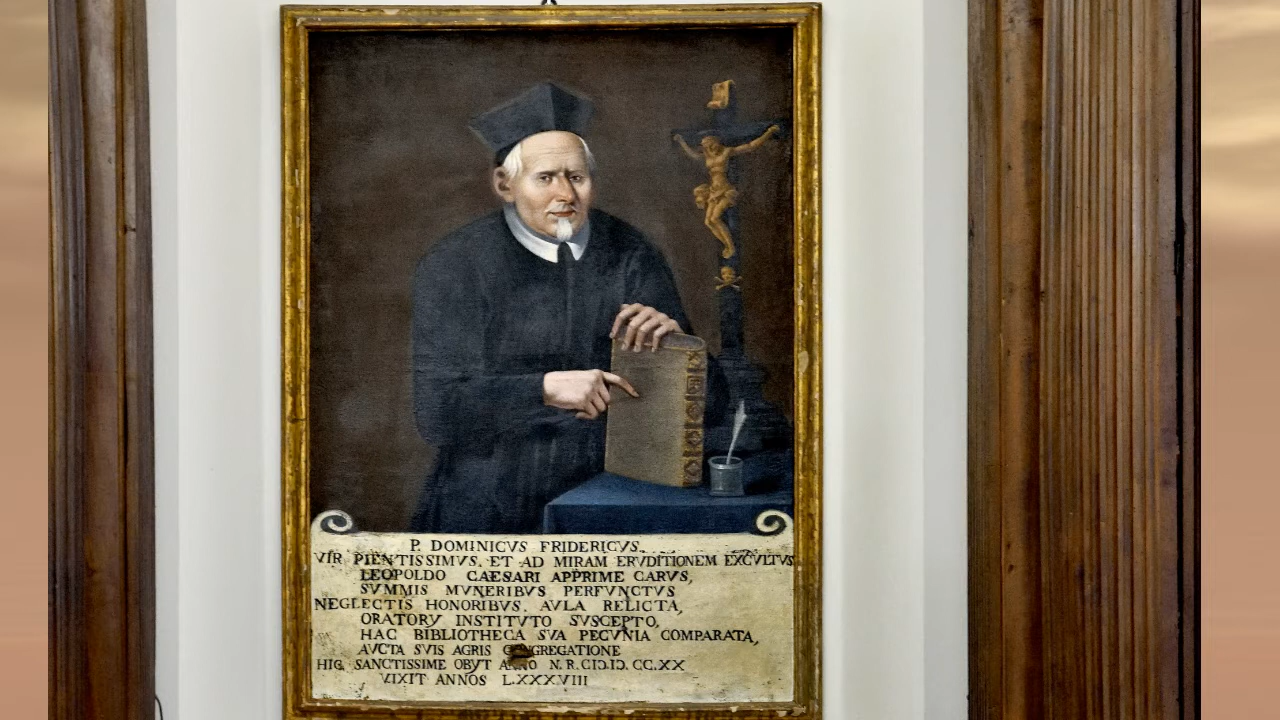 P. DOMINICVS FRIDERICVS.
VIR PIENTISSIMVS, ET AD MIRAM ERVDITIONEM EXCVLTVS
LEOPOLDO CAESARI APPRIME CARVS,
SVMMIS MVNERIBVS PERFVNCTVS
NEGLECTIS HONORIBVS, AVLA RELICTA,
ORATORY INSTITVTO SVSCEPTO,
HAC BIBLIOTHECA SVA PECVNIA COMPARATA,
AVCTA SVIS AGRIS CONGREGATIONE
HIC SANCTISSIME OBYT ANNO N. R. CIƆ.IƆ. CC.XX
VIXIT ANNOS L.XXXVIII